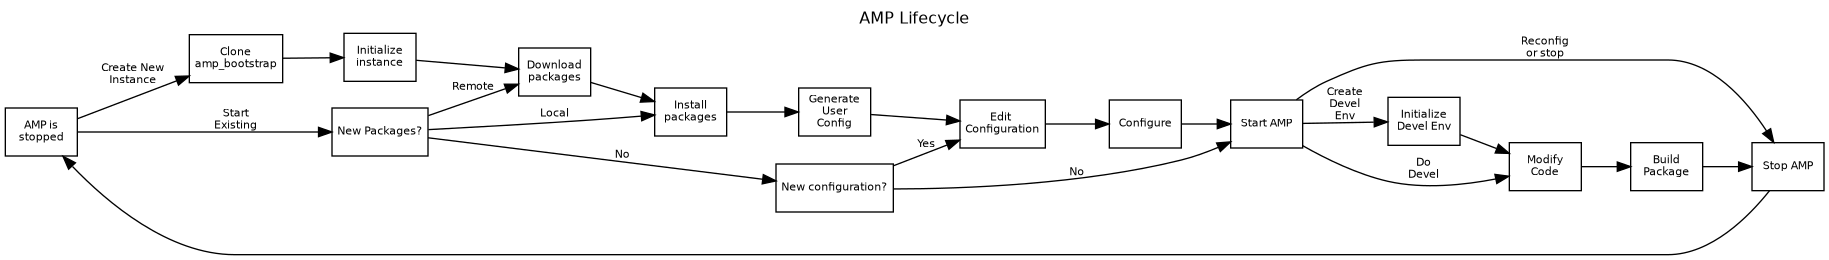 AMP Lifecycle
AMP is
stopped
Create New
Instance
Start
Existing
Clone
amp_bootstrap
Initialize
instance
New Packages?
Remote
Local
No
Download
packages
Install
packages
Generate
User
Config
New configuration?
Yes
No
Edit
Configuration
Configure
Start AMP
Reconfig
or stop
Create
Devel
Env
Do
Devel
Initialize
Devel Env
Modify
Code
Build
Package
Stop AMP